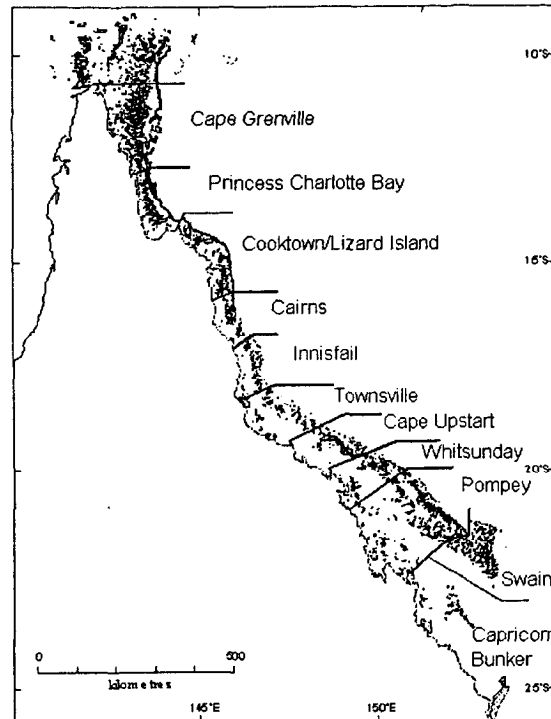 10°S
Cape Grenville
Princess Charlotte Bay
Cooktown/Lizard Island
15°S
Cairns
Innisfail
Townsville
Cape Upstart
Whitsunday
20°S
Pompey
Swain
Capricorn
Bunker
0 500
kilometres
25°S
145°E
150°E